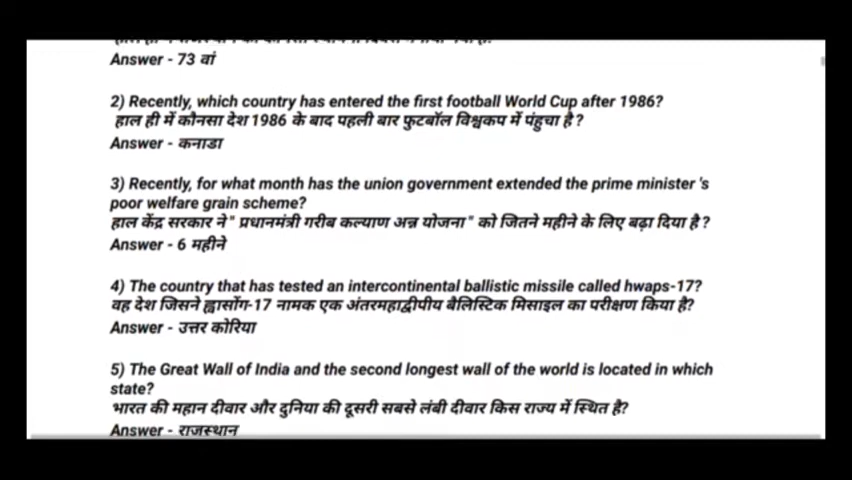 Answer - 73 वां
2) Recently, which country has entered the first football World Cup after 1986?
हाल ही में कौनसा देश 1986 के बाद पहली बार फुटबॉल विश्वकप में पंहुचा है?
Answer - कनाडा
3) Recently, for what month has the union government extended the prime minister 's
poor welfare grain scheme?
हाल केंद्र सरकार ने" प्रधानमंत्री गरीब कल्याण अन्न योजना" को जितने महीने के लिए बढ़ा दिया है?
Answer - 6 महीने
4) The country that has tested an intercontinental ballistic missile called hwaps-17?
वह देश जिसने ह्वासोंग-17 नामक एक अंतरमहाद्वीपीय बैलिस्टिक मिसाइल का परीक्षण किया है?
Answer - उत्तर कोरिया
5) The Great Wall of India and the second longest wall of the world is located in which
state?
भारत की महान दीवार और दुनिया की दूसरी सबसे लंबी दीवार किस राज्य में स्थित है?
Answer - राजस्थान